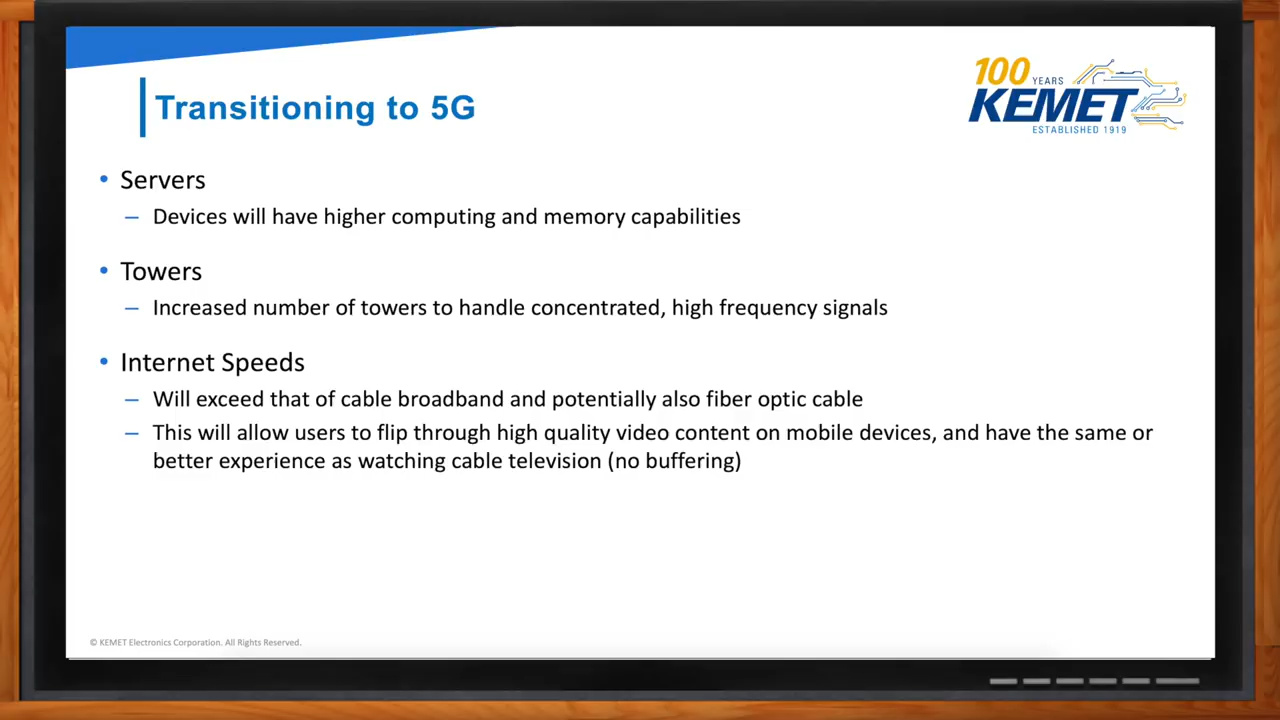 100 YEARS
KEMET
ESTABLISHED 1919
Transitioning to 5G
• Servers
– Devices will have higher computing and memory capabilities
• Towers
– Increased number of towers to handle concentrated, high frequency signals
• Internet Speeds
– Will exceed that of cable broadband and potentially also fiber optic cable
– This will allow users to flip through high quality video content on mobile devices, and have the same or
better experience as watching cable television (no buffering)
© KEMET Electronics Corporation. All Rights Reserved.